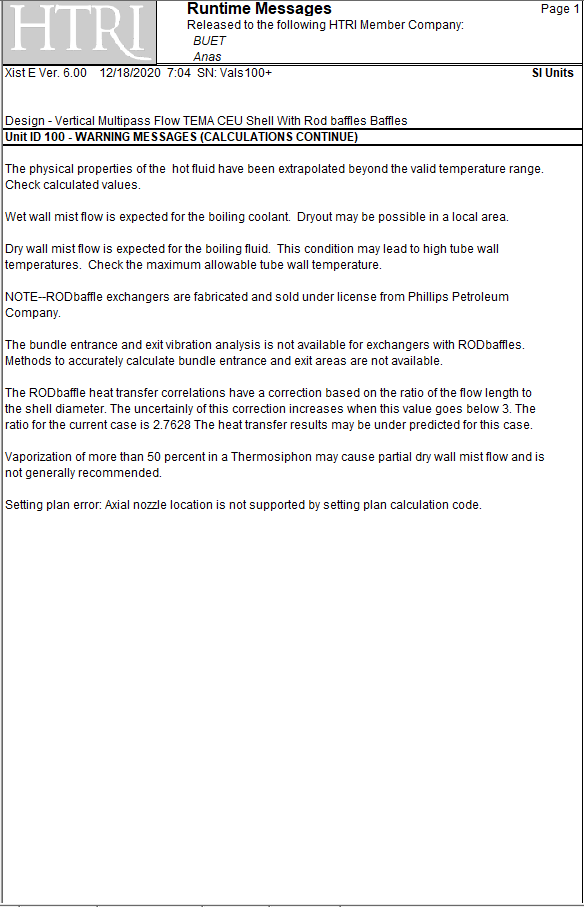 HTRI
Runtime Messages
Page 1
Released to the following HTRI Member Company:
BUET
Anas
Xist E Ver. 6.00 12/18/2020 7:04 SN: Vals100+
SI Units
Design - Vertical Multipass Flow TEMA CEU Shell With Rod baffles Baffles
Unit ID 100 - WARNING MESSAGES (CALCULATIONS CONTINUE)
The physical properties of the hot fluid have been extrapolated beyond the valid temperature range.
Check calculated values.
Wet wall mist flow is expected for the boiling coolant. Dryout may be possible in a local area.
Dry wall mist flow is expected for the boiling fluid. This condition may lead to high tube wall
temperatures. Check the maximum allowable tube wall temperature.
NOTE--RODbaffle exchangers are fabricated and sold under license from Phillips Petroleum
Company.
The bundle entrance and exit vibration analysis is not available for exchangers with RODbaffles.
Methods to accurately calculate bundle entrance and exit areas are not available.
The RODbaffle heat transfer correlations have a correction based on the ratio of the flow length to
the shell diameter. The uncertainly of this correction increases when this value goes below 3. The
ratio for the current case is 2.7628 The heat transfer results may be under predicted for this case.
Vaporization of more than 50 percent in a Thermosiphon may cause partial dry wall mist flow and is
not generally recommended.
Setting plan error: Axial nozzle location is not supported by setting plan calculation code.